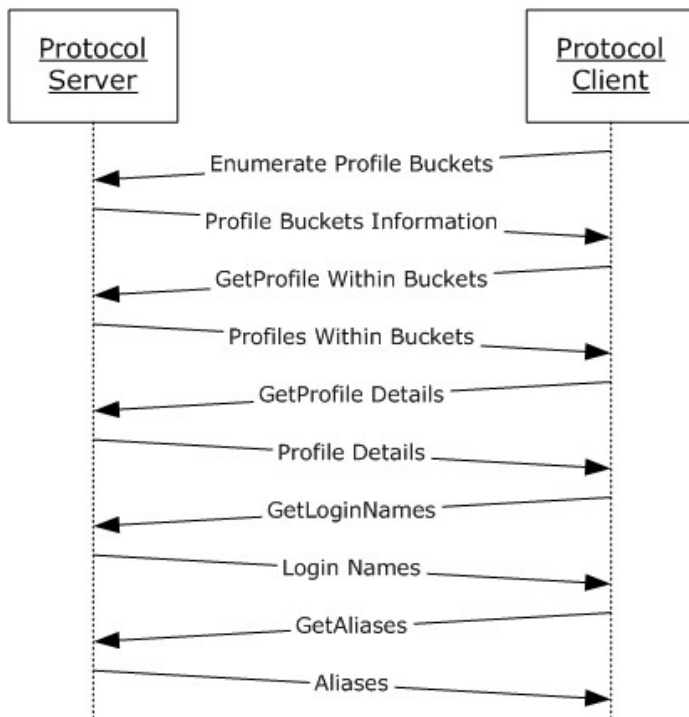 Protocol
Server
Protocol
Client
Enumerate Profile Buckets
Profile Buckets Information
GetProfile Within Buckets
Profiles Within Buckets
GetProfile Details
Profile Details
GetLoginNames
Login Names
GetAliases
Aliases